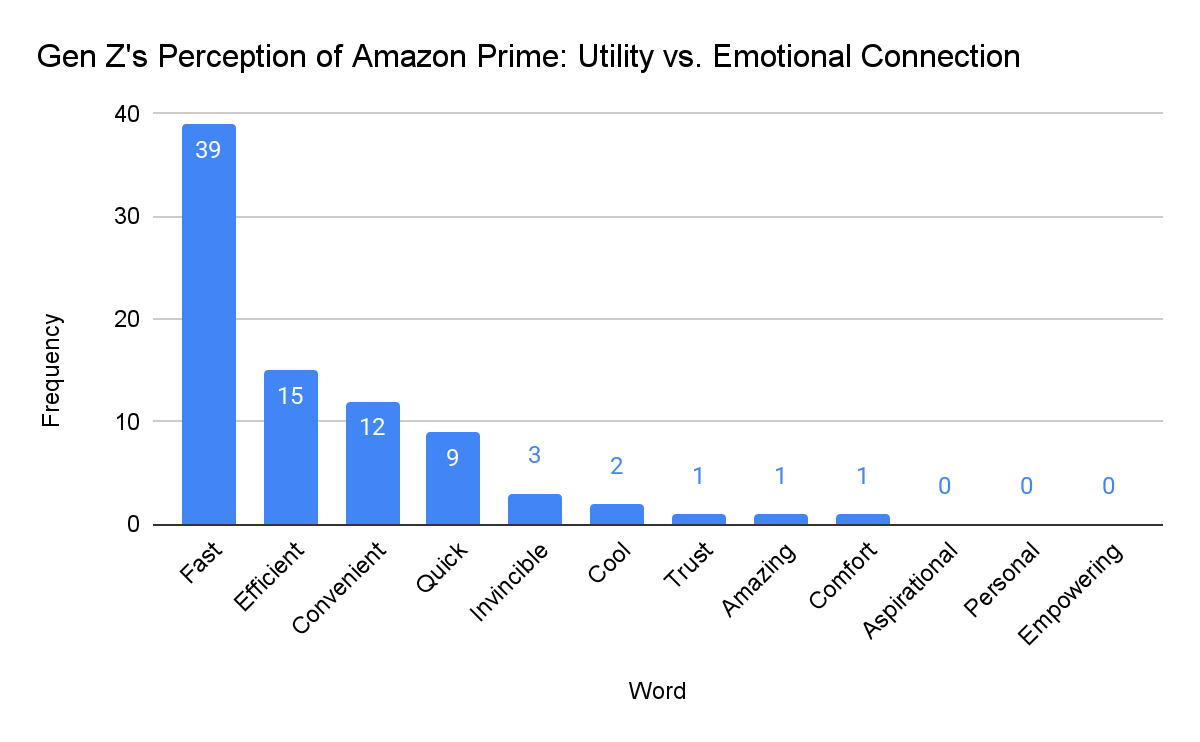 Gen Z's Perception of Amazon Prime: Utility vs. Emotional Connection
Frequency
40
30
20
10
0
39
15
12
9
3
2
1
1
1
0
0
0
Fast
Efficient
Convenient
Quick
Invincible
Cool
Trust
Amazing
Comfort
Aspirational
Personal
Empowering
Word